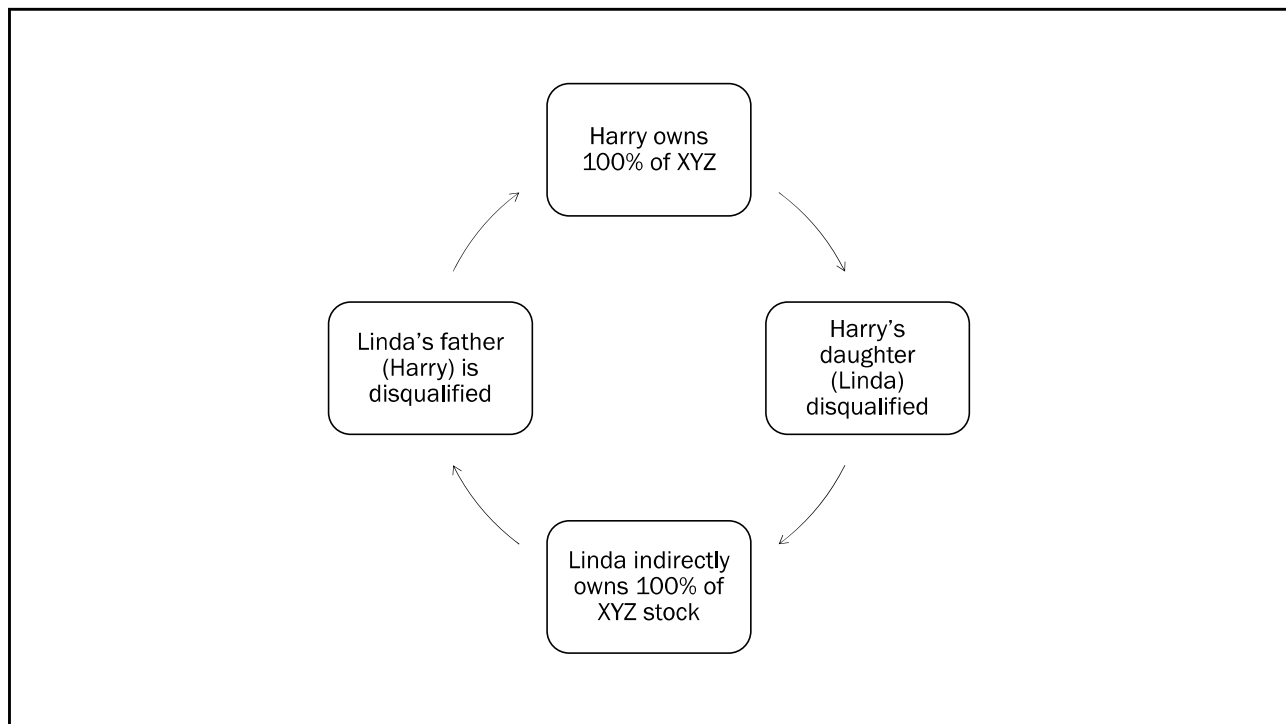 Harry owns
100% of XYZ
Harry’s
daughter
(Linda)
disqualified
Linda indirectly
owns 100% of
XYZ stock
Linda’s father
(Harry) is
disqualified